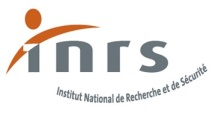 inrs
Institut National de Recherche et de Sécurité